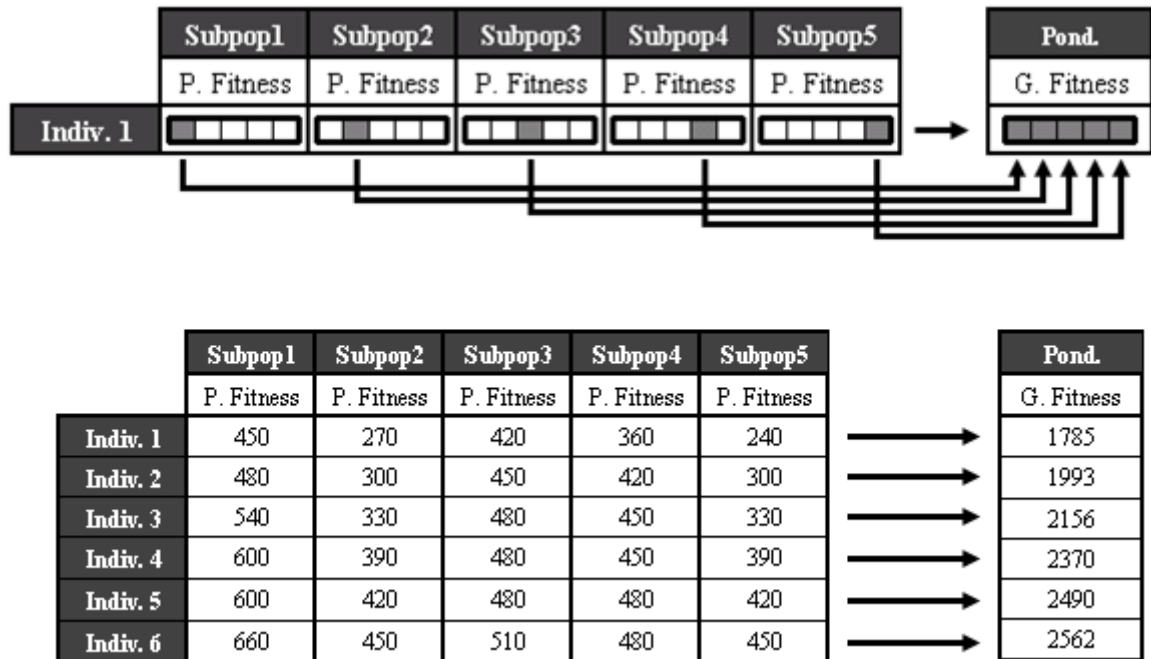 Subpop1 Subpop2 Subpop3 Subpop4 Subpop5 Pond.
P. Fitness P. Fitness P. Fitness P. Fitness P. Fitness G. Fitness
Indiv. 1
Subpop1 Subpop2 Subpop3 Subpop4 Subpop5 Pond.
P. Fitness P. Fitness P. Fitness P. Fitness P. Fitness G. Fitness
Indiv. 1 450 270 420 360 240 1785
Indiv. 2 480 300 450 420 300 1993
Indiv. 3 540 330 480 450 330 2156
Indiv. 4 600 390 480 450 390 2370
Indiv. 5 600 420 480 480 420 2490
Indiv. 6 660 450 510 480 450 2562